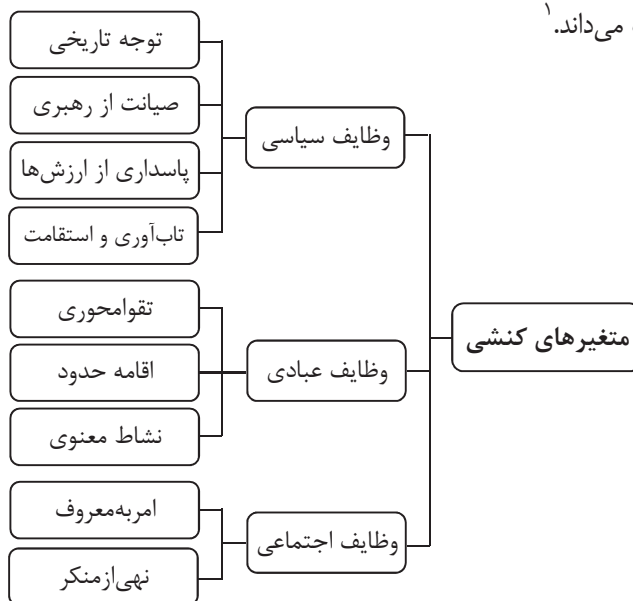 می‌داند.۱
متغیرهای کنشی
وظایف سیاسی
توجه تاریخی
صیانت از رهبری
پاسداری از ارزش‌ها
تاب‌آوری و استقامت
وظایف عبادی
تقوامحوری
اقامه حدود
نشاط معنوی
وظایف اجتماعی
امربه‌معروف
نهی‌ازمنکر